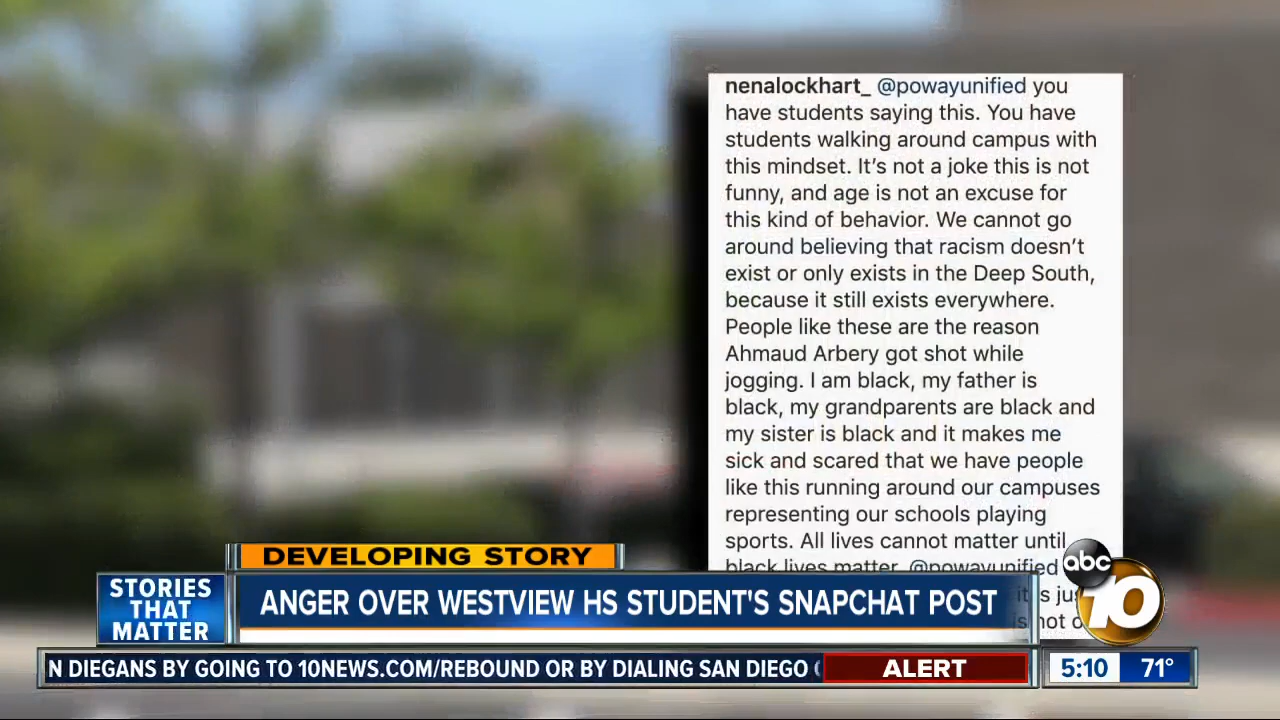 nenalockhart_ @powayunified you
have students saying this. You have
students walking around campus with
this mindset. It's not a joke this is not
funny, and age is not an excuse for
this kind of behavior. We cannot go
around believing that racism doesn't
exist or only exists in the Deep South,
because it still exists everywhere.
People like these are the reason
Ahmaud Arbery got shot while
jogging. I am black, my father is
black, my grandparents are black and
my sister is black and it makes me
sick and scared that we have people
like this running around our campuses
representing our schools playing
sports. All lives cannot matter until
black lives matter. @powayunified
is not
DEVELOPING STORY
STORIES THAT MATTER
ANGER OVER WESTVIEW HS STUDENT'S SNAPCHAT POST
abc
10
N DIEGANS BY GOING TO 10NEWS.COM/REBOUND OR BY DIALING SAN DIEGO
ALERT
5:10
71°